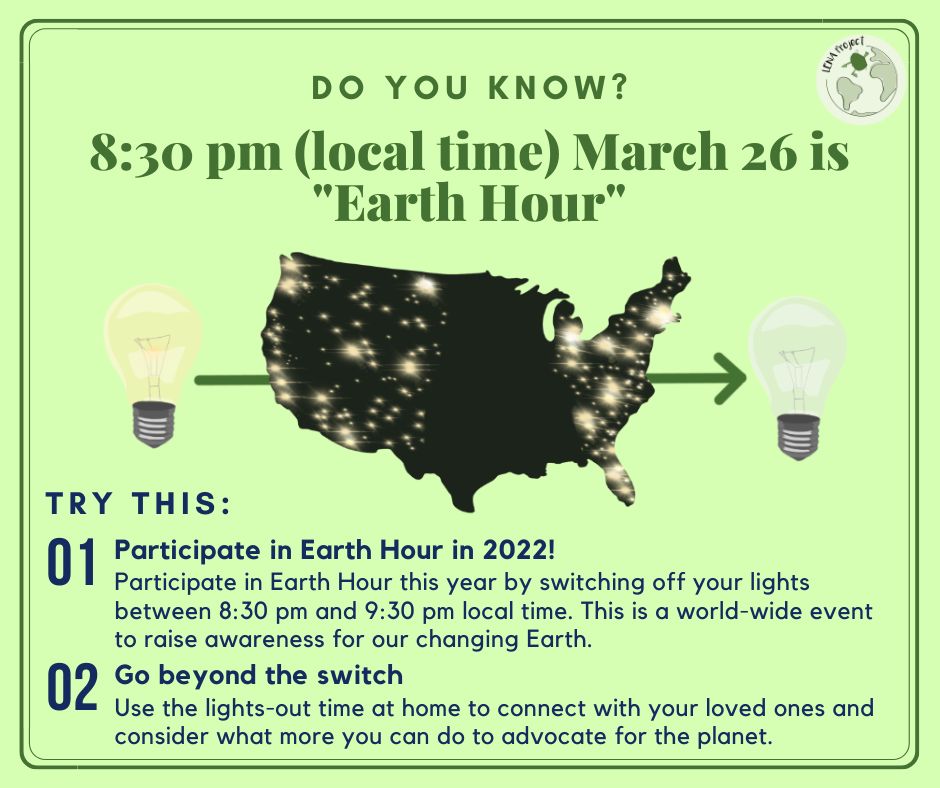 LENA Project
DO YOU KNOW?
8:30 pm (local time) March 26 is
"Earth Hour"
TRY THIS:
01
Participate in Earth Hour in 2022!
Participate in Earth Hour this year by switching off your lights
between 8:30 pm and 9:30 pm local time. This is a world-wide event
to raise awareness for our changing Earth.
02
Go beyond the switch
Use the lights-out time at home to connect with your loved ones and
consider what more you can do to advocate for the planet.